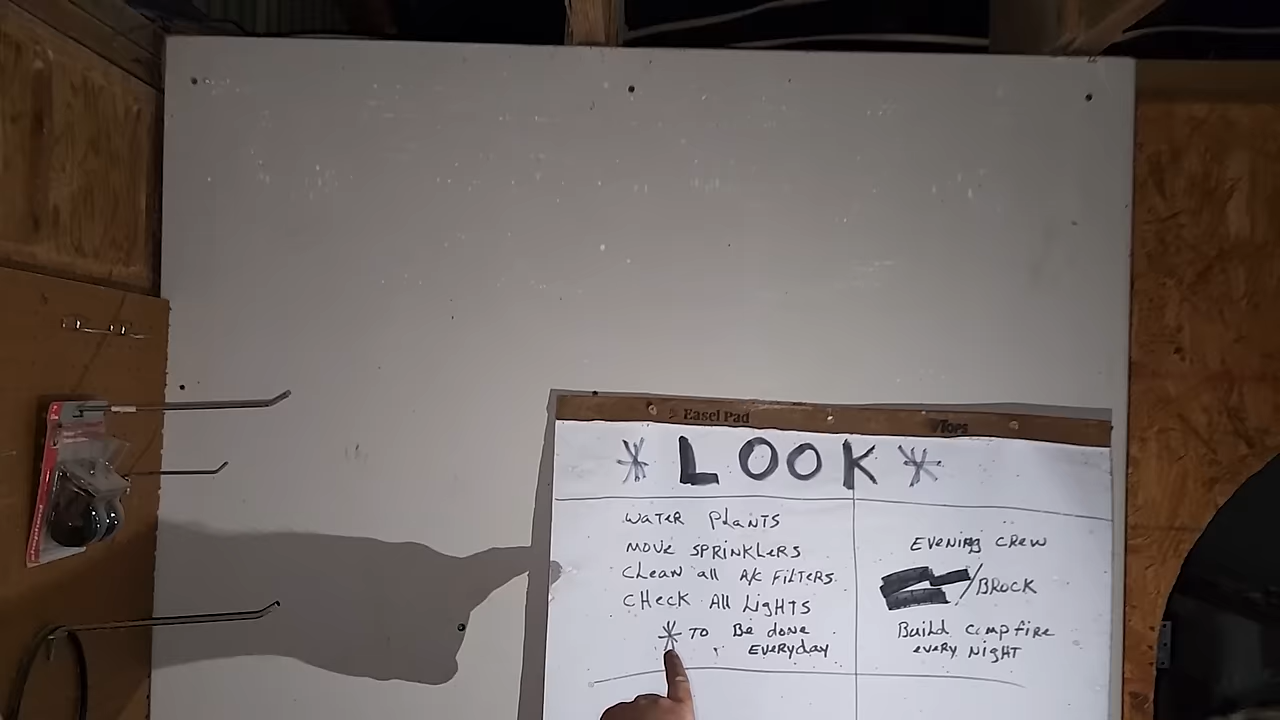 Easel Pad
TOPS
* LOOK *
WATER PLANTS
MOVE SPRINKLERS
CLEAN all A/c FILTERS
CHECK All LigHTS
* TO Be done
EVERyday
EVENiNg CREW
/BROCK
Build campfire
every NigHT
shepherd